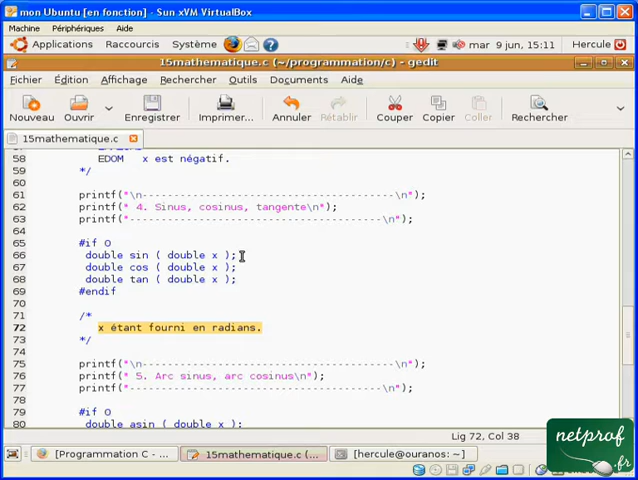 mon Ubuntu [en fonction] - Sun xVM VirtualBox
Machine Périphériques Aide
Applications Raccourcis Système mar 9 jun, 15:11 Hercule
15mathematique.c (~/programmation/c) - gedit
Fichier Édition Affichage Rechercher Outils Documents Aide
Nouveau Ouvrir Enregistrer Imprimer... Annuler Rétablir Couper Copier Coller Rechercher
15mathematique.c
58 EDOM x est négatif.
59 */
60
61 printf("\n----------------------------------------\n");
62 printf(" 4. Sinus, cosinus, tangente\n");
63 printf("----------------------------------------\n");
64
65 #if 0
66 double sin ( double x );
67 double cos ( double x );
68 double tan ( double x );
69 #endif
70
71 /*
72 x étant fourni en radians.
73 */
74
75 printf("\n----------------------------------------\n");
76 printf(" 5. Arc sinus, arc cosinus\n");
77 printf("----------------------------------------\n");
78
79 #if 0
80 double asin ( double x );
Lig 72, Col 38
[Programmation C - ... 15mathematique.c (~... [hercule@ouranos: ~]
netprof
.fr